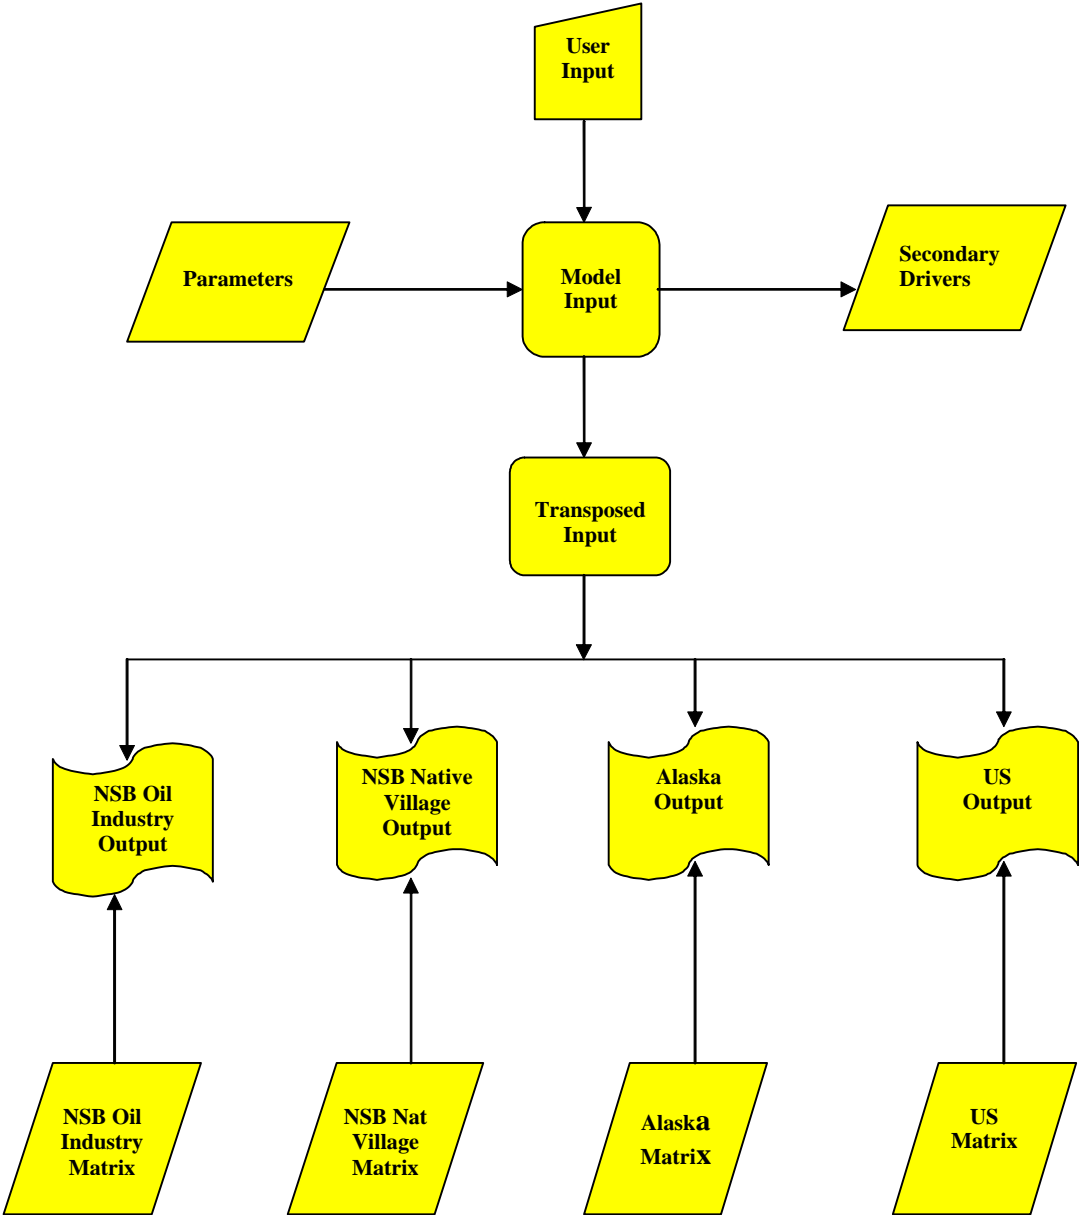 User
Input
Parameters
Model
Input
Secondary
Drivers
Transposed
Input
NSB Oil
Industry
Output
NSB Native
Village
Output
Alaska
Output
US
Output
NSB Oil
Industry
Matrix
NSB Nat
Village
Matrix
Alaska
Matrix
US
Matrix